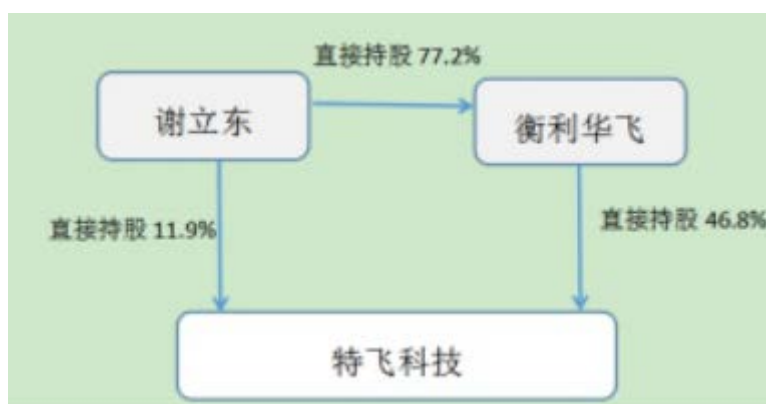 直接持股 77.2%
谢立东
衡利华飞
直接持股 11.9%
直接持股 46.8%
特飞科技